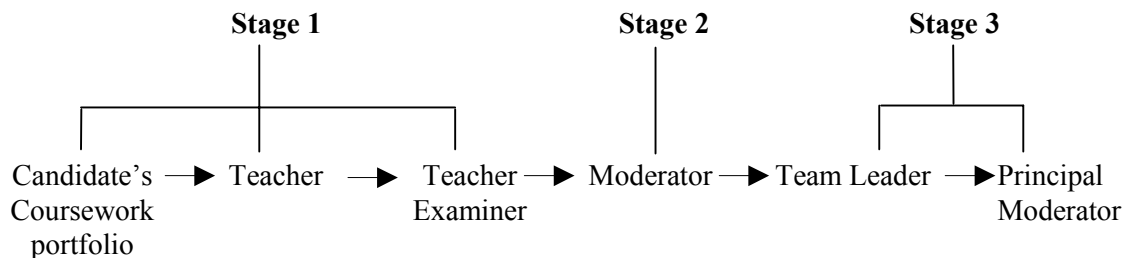 Stage 1 Stage 2 Stage 3
Candidate’s Teacher Teacher Moderator Team Leader Principal
Coursework Examiner Moderator
portfolio